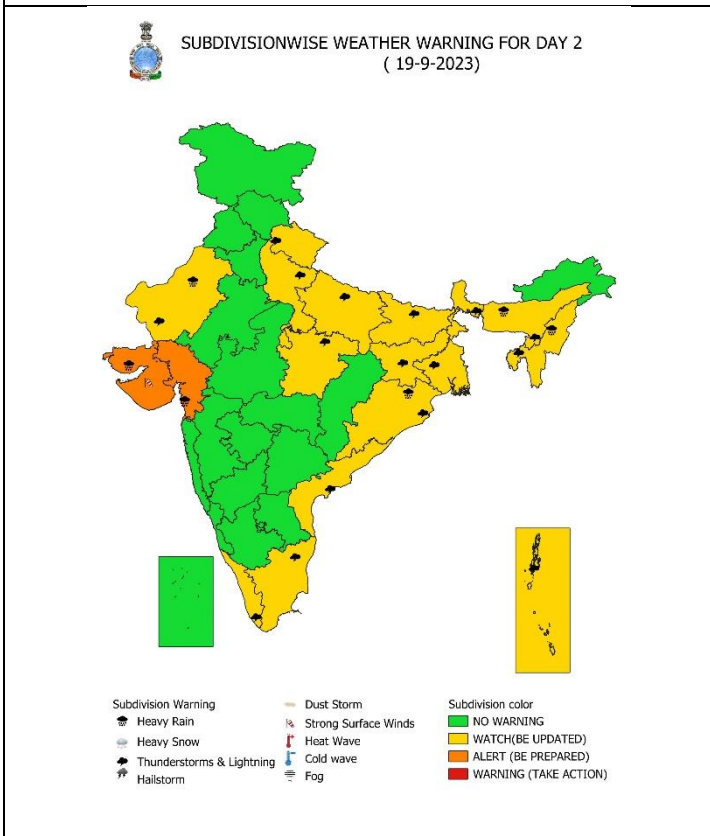 SUBDIVISIONWISE WEATHER WARNING FOR DAY 2
( 19-9-2023)
Subdivision Warning
Heavy Rain
Heavy Snow
Thunderstorms & Lightning
Hailstorm
Dust Storm
Strong Surface Winds
Heat Wave
Cold wave
Fog
Subdivision color
NO WARNING
WATCH(BE UPDATED)
ALERT (BE PREPARED)
WARNING (TAKE ACTION)